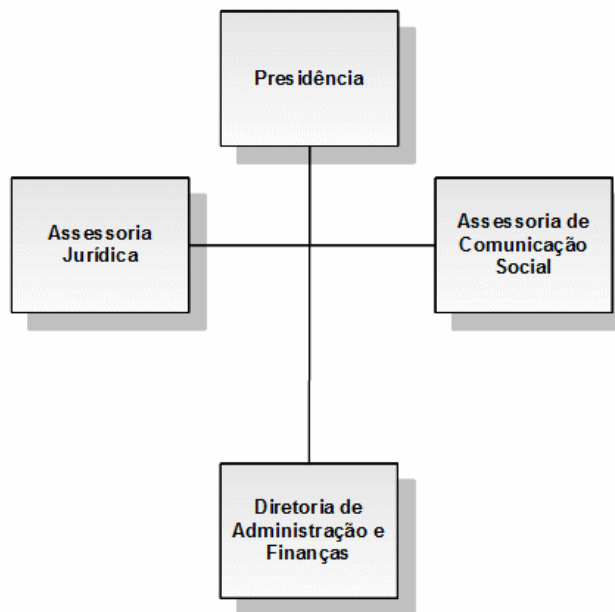 Presidência
Assessoria
Jurídica
Assessoria de
Comunicação
Social
Diretoria de
Administração e
Finanças